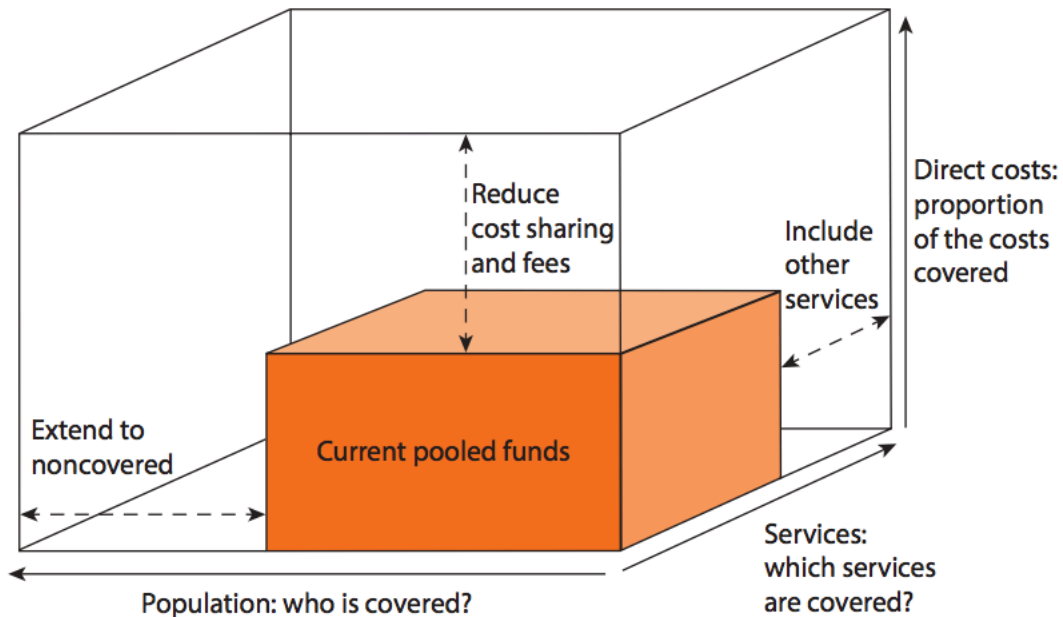 Reduce
cost sharing
and fees
Include
other
services
Direct costs:
proportion
of the costs
covered
Extend to
noncovered
Current pooled funds
Services:
which services
are covered?
Population: who is covered?